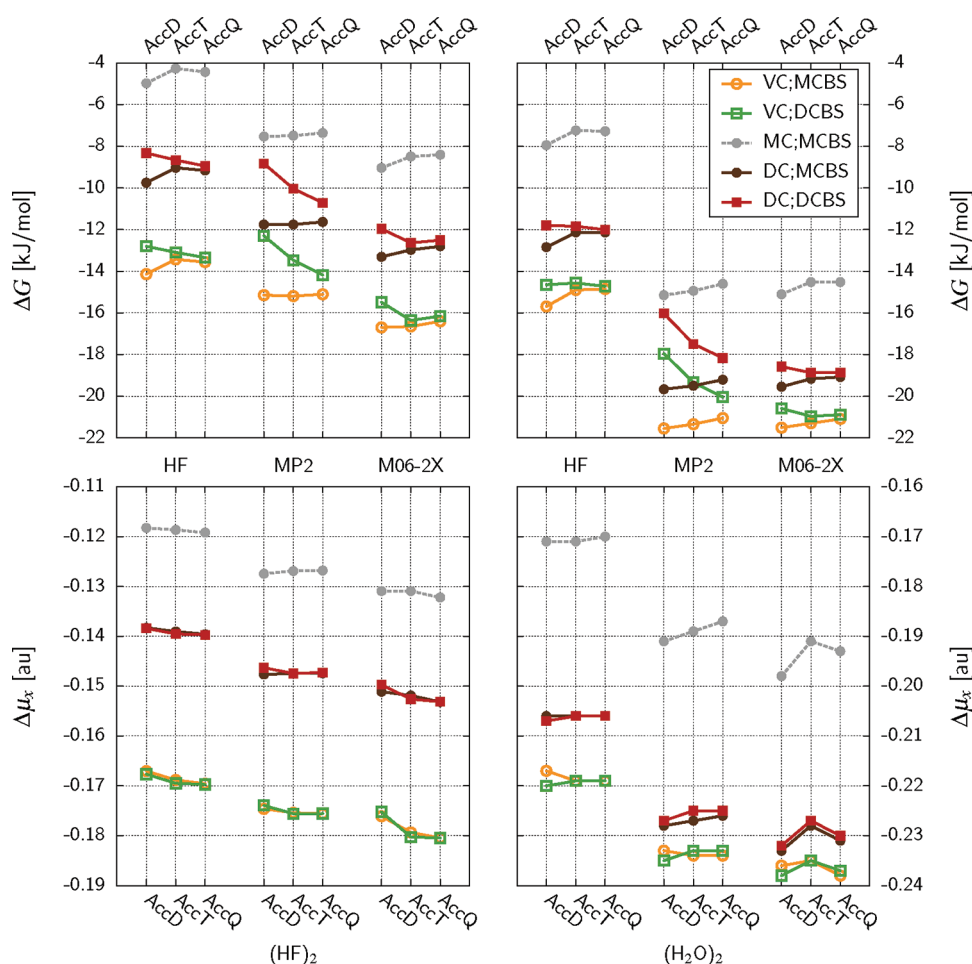 AccD AccT AccQ AccD AccT AccQ AccD AccT AccQ AccD AccT AccQ AccD AccT AccQ AccD AccT AccQ
-4
-6
-8
-10
-12
-14
-16
-18
-20
-22
ΔG [kJ/mol]
VC;MCBS
VC;DCBS
MC;MCBS
DC;MCBS
DC;DCBS
-4
-6
-8
-10
-12
-14
-16
-18
-20
-22
ΔG [kJ/mol]
HF MP2 M06-2X HF MP2 M06-2X
-0.11
-0.12
-0.13
-0.14
-0.15
-0.16
-0.17
-0.18
-0.19
Δμx [au]
-0.16
-0.17
-0.18
-0.19
-0.20
-0.21
-0.22
-0.23
-0.24
Δμx [au]
AccD AccT AccQ AccD AccT AccQ AccD AccT AccQ AccD AccT AccQ AccD AccT AccQ AccD AccT AccQ
(HF)2 (H2O)2